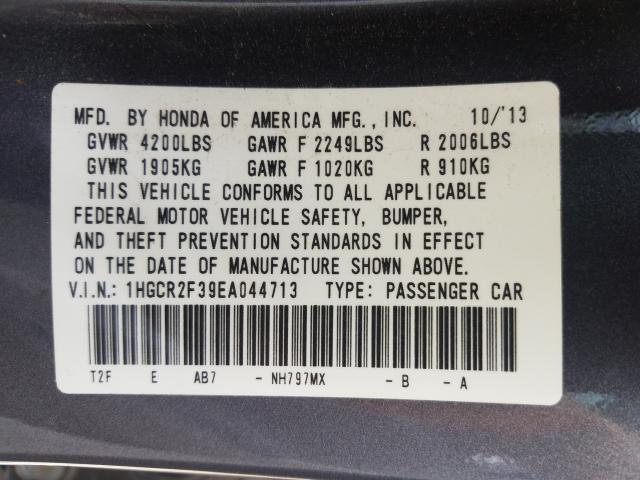 MFD. BY HONDA OF AMERICA MFG., INC. 10/'13
GVWR 4200LBS GAWR F 2249LBS R 2006LBS
GVWR 1905KG GAWR F 1020KG R 910KG
THIS VEHICLE CONFORMS TO ALL APPLICABLE
FEDERAL MOTOR VEHICLE SAFETY, BUMPER,
AND THEFT PREVENTION STANDARDS IN EFFECT
ON THE DATE OF MANUFACTURE SHOWN ABOVE.
V.I.N.: 1HGCR2F39EA044713 TYPE: PASSENGER CAR
T2F E AB7 - NH797MX - B - A